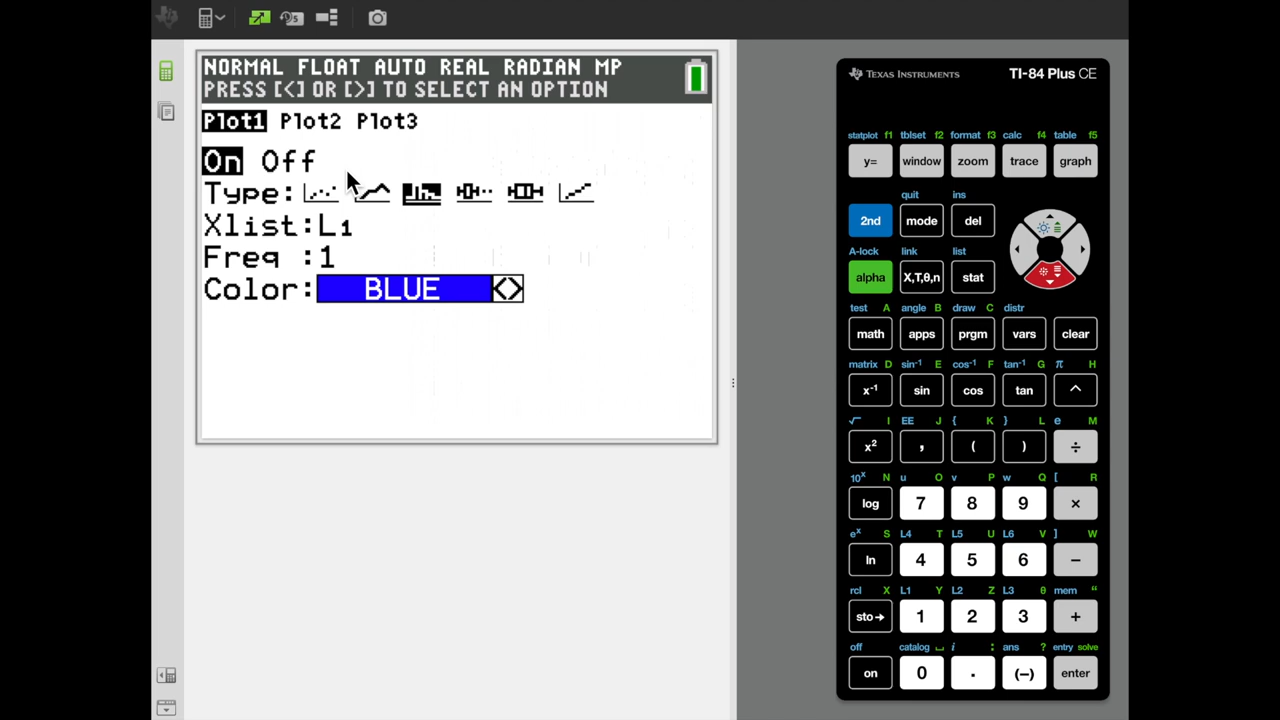 NORMAL FLOAT AUTO REAL RADIAN MP
PRESS [<] OR [>] TO SELECT AN OPTION
Plot1 Plot2 Plot3
On Off
Type:
Xlist:L1
Freq :1
Color: BLUE <>
TEXAS INSTRUMENTS TI-84 Plus CE
statplot f1 tblset f2 format f3 calc f4 table f5
y= window zoom trace graph
quit ins
2nd mode del
A-lock link list
alpha X,T,θ,n stat
test A angle B draw C distr
math apps prgm vars clear
matrix D sin⁻¹ E cos⁻¹ F tan⁻¹ G π H
x⁻¹ sin cos tan ^
√ I EE J { K } L e M
x² , ( ) ÷
10ˣ N u O v P w Q [ R
log 7 8 9 ×
eˣ S L4 T L5 U L6 V ] W
ln 4 5 6 −
rcl X L1 Y L2 Z L3 θ mem “
sto→ 1 2 3 +
off catalog ⎵ i : ans ? entry solve
on 0 . (−) enter